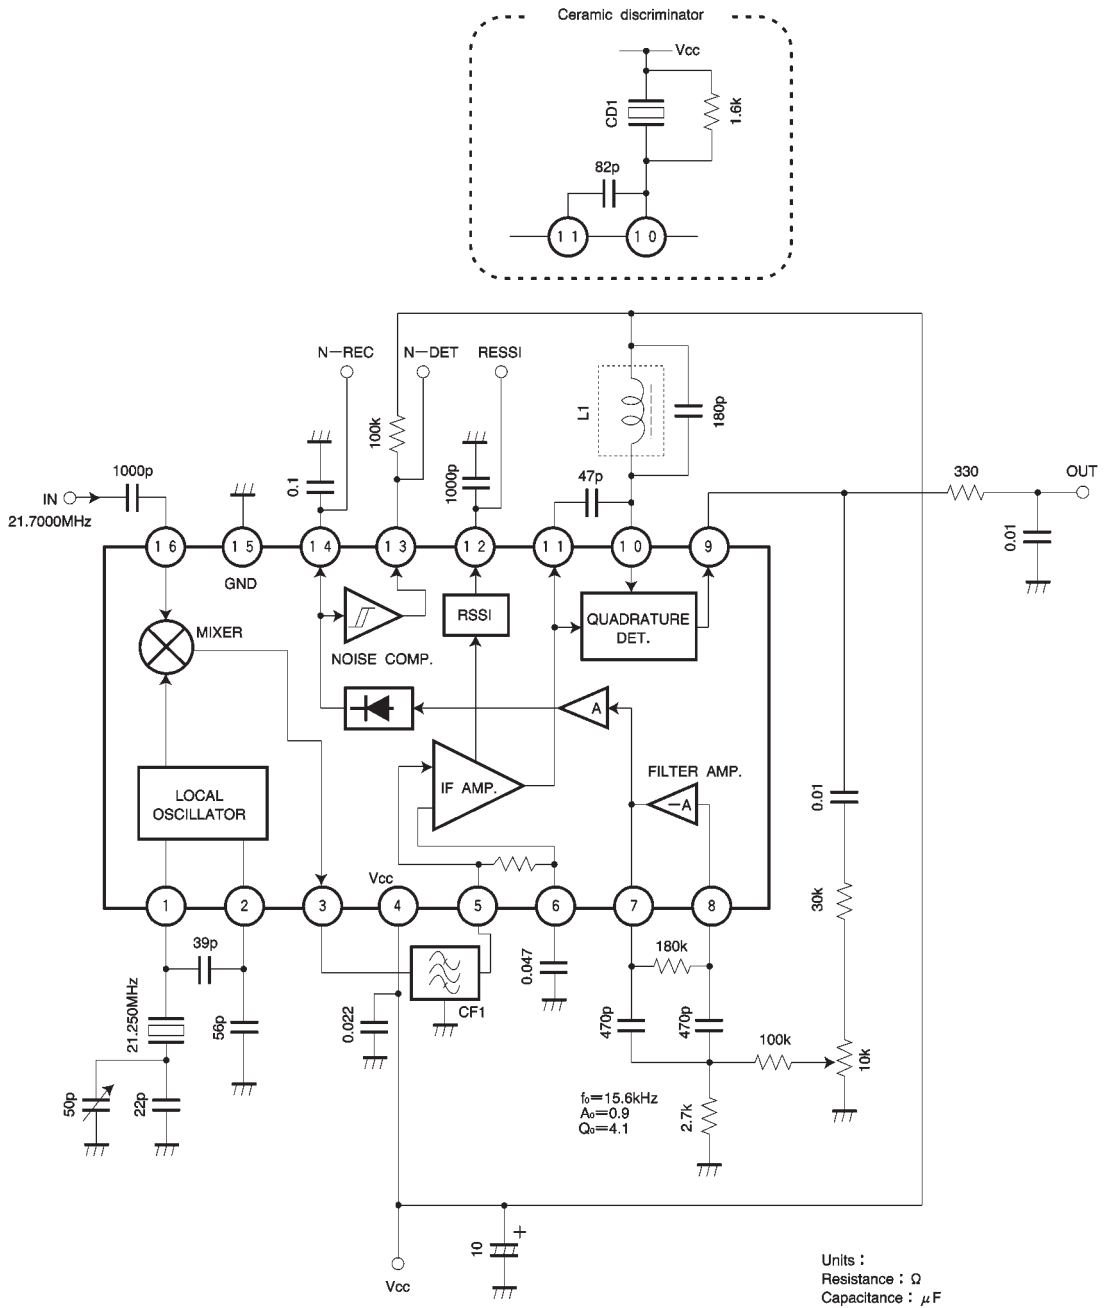 Ceramic discriminator
Vcc
CD1
1.6k
82p
11
10
N－REC
N－DET
RESSI
L1
180p
100k
0.1
1000p
47p
1000p
IN
21.7000MHz
330
OUT
0.01
16
15
14
13
12
11
10
9
GND
MIXER
NOISE COMP.
RSSI
QUADRATURE
DET.
A
IF AMP.
FILTER AMP.
－A
LOCAL
OSCILLATOR
0.01
Vcc
1
2
3
4
5
6
7
8
30k
39p
180k
0.047
CF1
21.250MHz
56p
0.022
470p
470p
100k
10k
50p
22p
f₀＝15.6kHz
A₀＝0.9
Q₀＝4.1
2.7k
10
+
Vcc
Units：
Resistance：Ω
Capacitance：μF